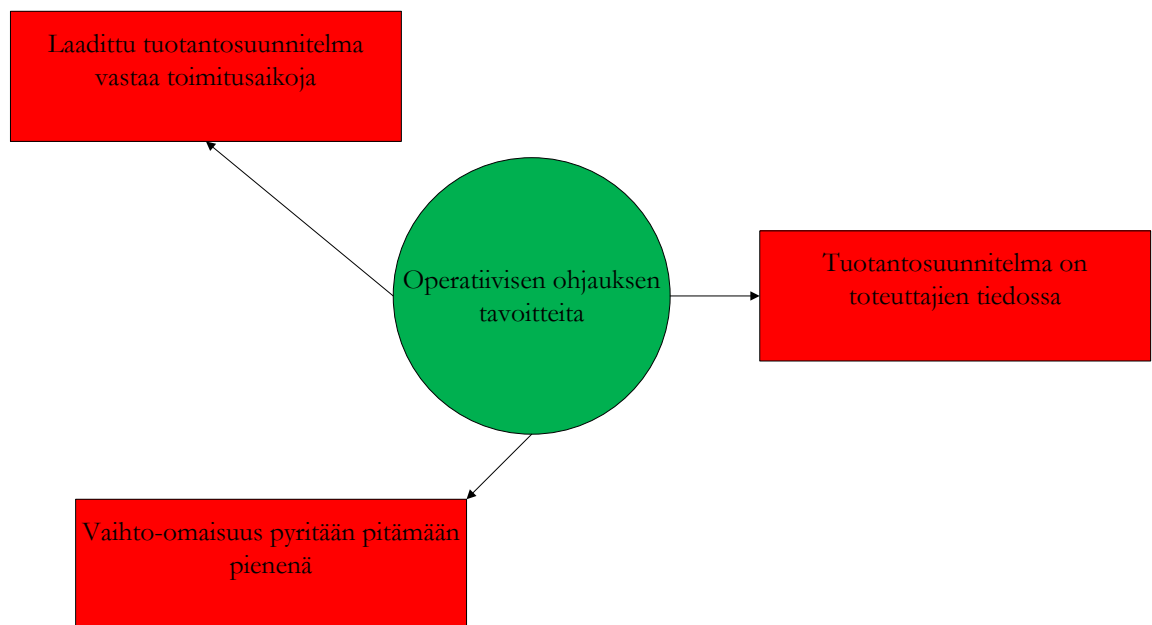 Laadittu tuotantosuunnitelma
vastaa toimitusaikoja
Operatiivisen ohjauksen
tavoitteita
Tuotantosuunnitelma on
toteuttajien tiedossa
Vaihto-omaisuus pyritään pitämään
pienenä